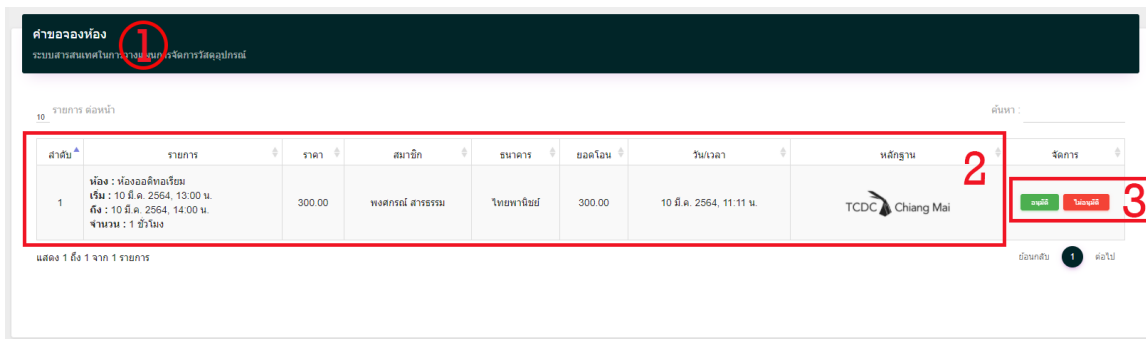 คำขอจองห้อง
①
ระบบสารสนเทศในการวางแผนการจัดการวัสดุอุปกรณ์
10 รายการ ต่อหน้า
ค้นหา :
ลำดับ รายการ ราคา สมาชิก ธนาคาร ยอดโอน วัน/เวลา หลักฐาน จัดการ
2
1 ห้อง : ห้องออดิทอเรียม 300.00 พงศกรณ์ สารธรรม ไทยพานิชย์ 300.00 10 มี.ค. 2564, 11:11 น. TCDC Chiang Mai อนุมัติ ไม่อนุมัติ
3
เริ่ม : 10 มี.ค. 2564, 13:00 น.
ถึง : 10 มี.ค. 2564, 14:00 น.
จำนวน : 1 ชั่วโมง
แสดง 1 ถึง 1 จาก 1 รายการ
ย้อนกลับ 1 ต่อไป